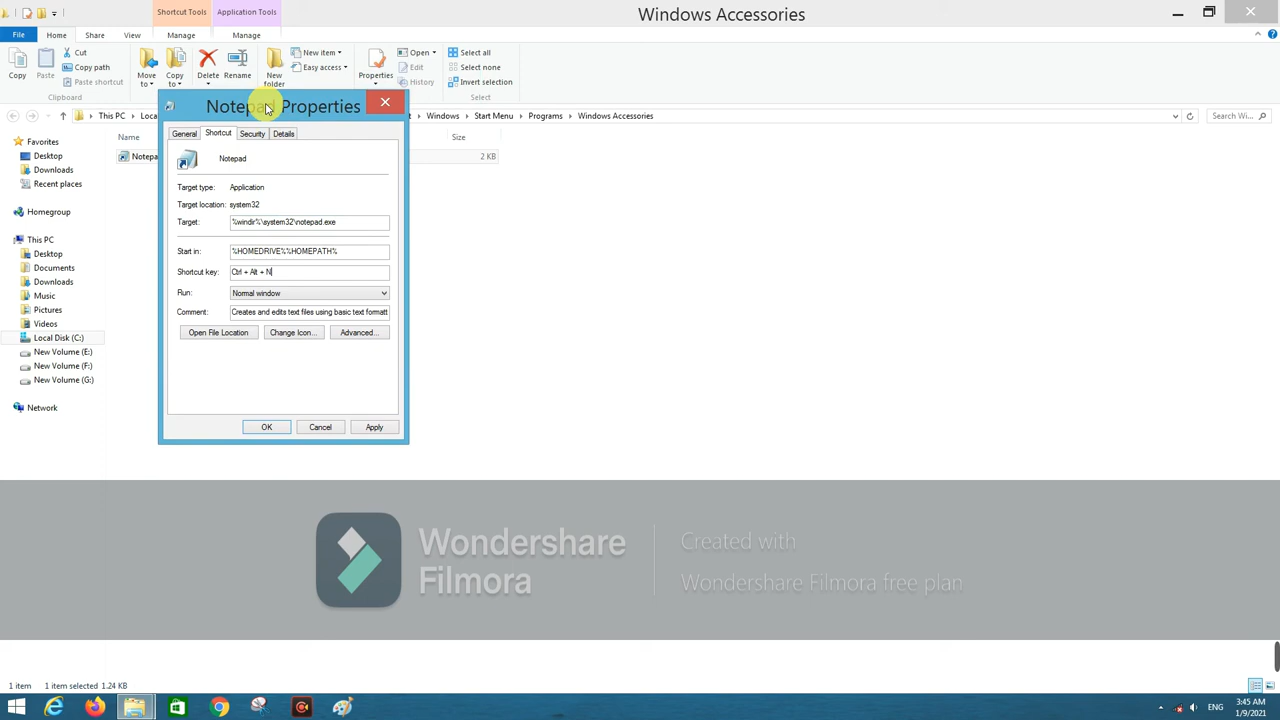 Shortcut Tools
Application Tools
Windows Accessories
File
Home
Share
View
Manage
Manage
Copy
Paste
Cut
Copy path
Paste shortcut
Clipboard
Move to
Copy to
Delete
Rename
New folder
New item
Easy access
Properties
Open
Edit
History
Select all
Select none
Invert selection
Select
This PC
Windows
Start Menu
Programs
Windows Accessories
Search Wi...
Favorites
Desktop
Downloads
Recent places
Homegroup
This PC
Desktop
Documents
Downloads
Music
Pictures
Videos
Local Disk (C:)
New Volume (E:)
New Volume (F:)
New Volume (G:)
Network
Name
Size
2 KB
Notepad Properties
General
Shortcut
Security
Details
Notepad
Target type: Application
Target location: system32
Target: %windir%\system32\notepad.exe
Start in: %HOMEDRIVE%%HOMEPATH%
Shortcut key: Ctrl + Alt + N
Run: Normal window
Comment: Creates and edits text files using basic text formatt
Open File Location
Change Icon...
Advanced...
OK
Cancel
Apply
Wondershare
Filmora
Created with
Wondershare Filmora free plan
1 item
1 item selected 1.24 KB
ENG
3:45 AM
1/9/2021